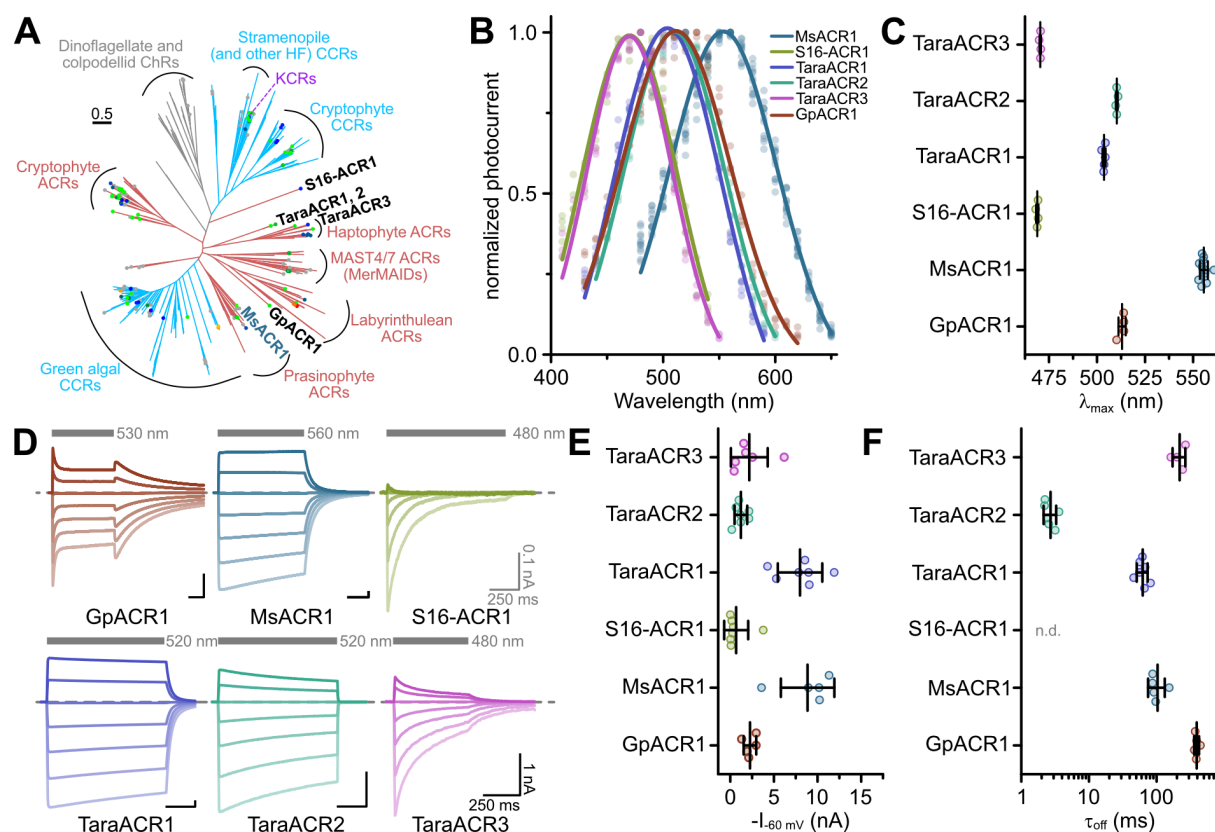 A
Dinoflagellate and
colpodellid ChRs
Stramenopile
(and other HF) CCRs
KCRs
Cryptophyte
CCRs
0.5
Cryptophyte
ACRs
S16-ACR1
TaraACR1, 2
TaraACR3
Haptophyte ACRs
MAST4/7 ACRs
(MerMAIDs)
GpACR1
MsACR1
Labyrinthulean
ACRs
Green algal
CCRs
Prasinophyte
ACRs
B
normalized photocurrent
1.0
0.5
0.0
400
500
600
Wavelength (nm)
MsACR1
S16-ACR1
TaraACR1
TaraACR2
TaraACR3
GpACR1
C
TaraACR3
TaraACR2
TaraACR1
S16-ACR1
MsACR1
GpACR1
475
500
525
550
λmax (nm)
D
530 nm
560 nm
480 nm
0.1 nA
250 ms
GpACR1
MsACR1
S16-ACR1
520 nm
520 nm
480 nm
1 nA
250 ms
TaraACR1
TaraACR2
TaraACR3
E
TaraACR3
TaraACR2
TaraACR1
S16-ACR1
MsACR1
GpACR1
0
5
10
15
-I-60 mV (nA)
F
TaraACR3
TaraACR2
TaraACR1
S16-ACR1
n.d.
MsACR1
GpACR1
1
10
100
τoff (ms)